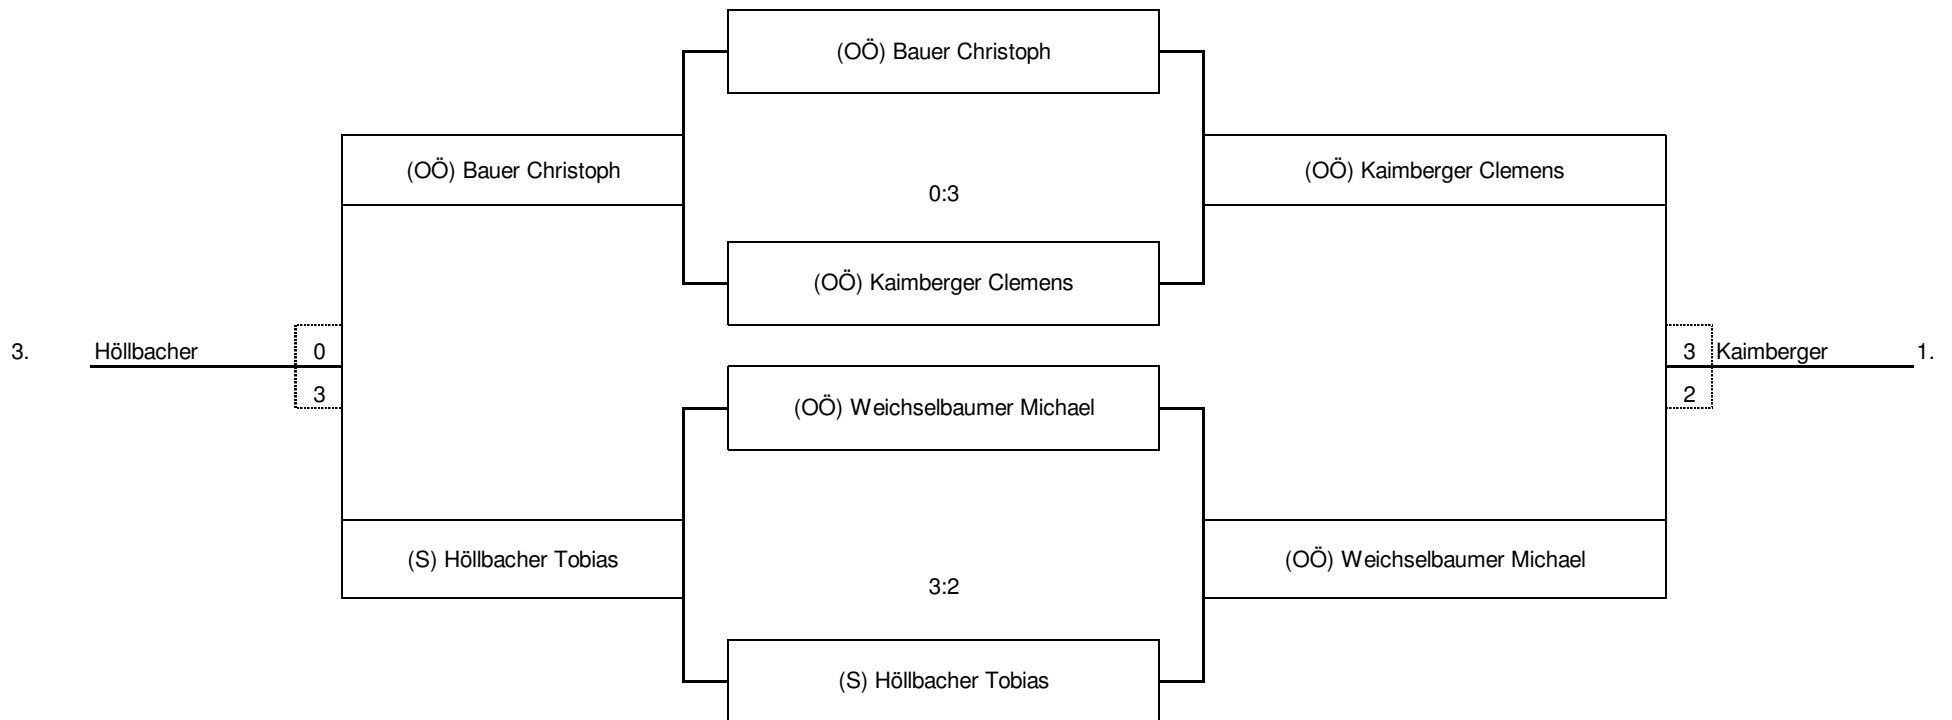 (OÖ) Bauer Christoph
(OÖ) Bauer Christoph
(OÖ) Kaimberger Clemens
0:3
(OÖ) Kaimberger Clemens
3. Höllbacher 0
3 Kaimberger 1.
3
2
(OÖ) Weichselbaumer Michael
(S) Höllbacher Tobias
(OÖ) Weichselbaumer Michael
3:2
(S) Höllbacher Tobias